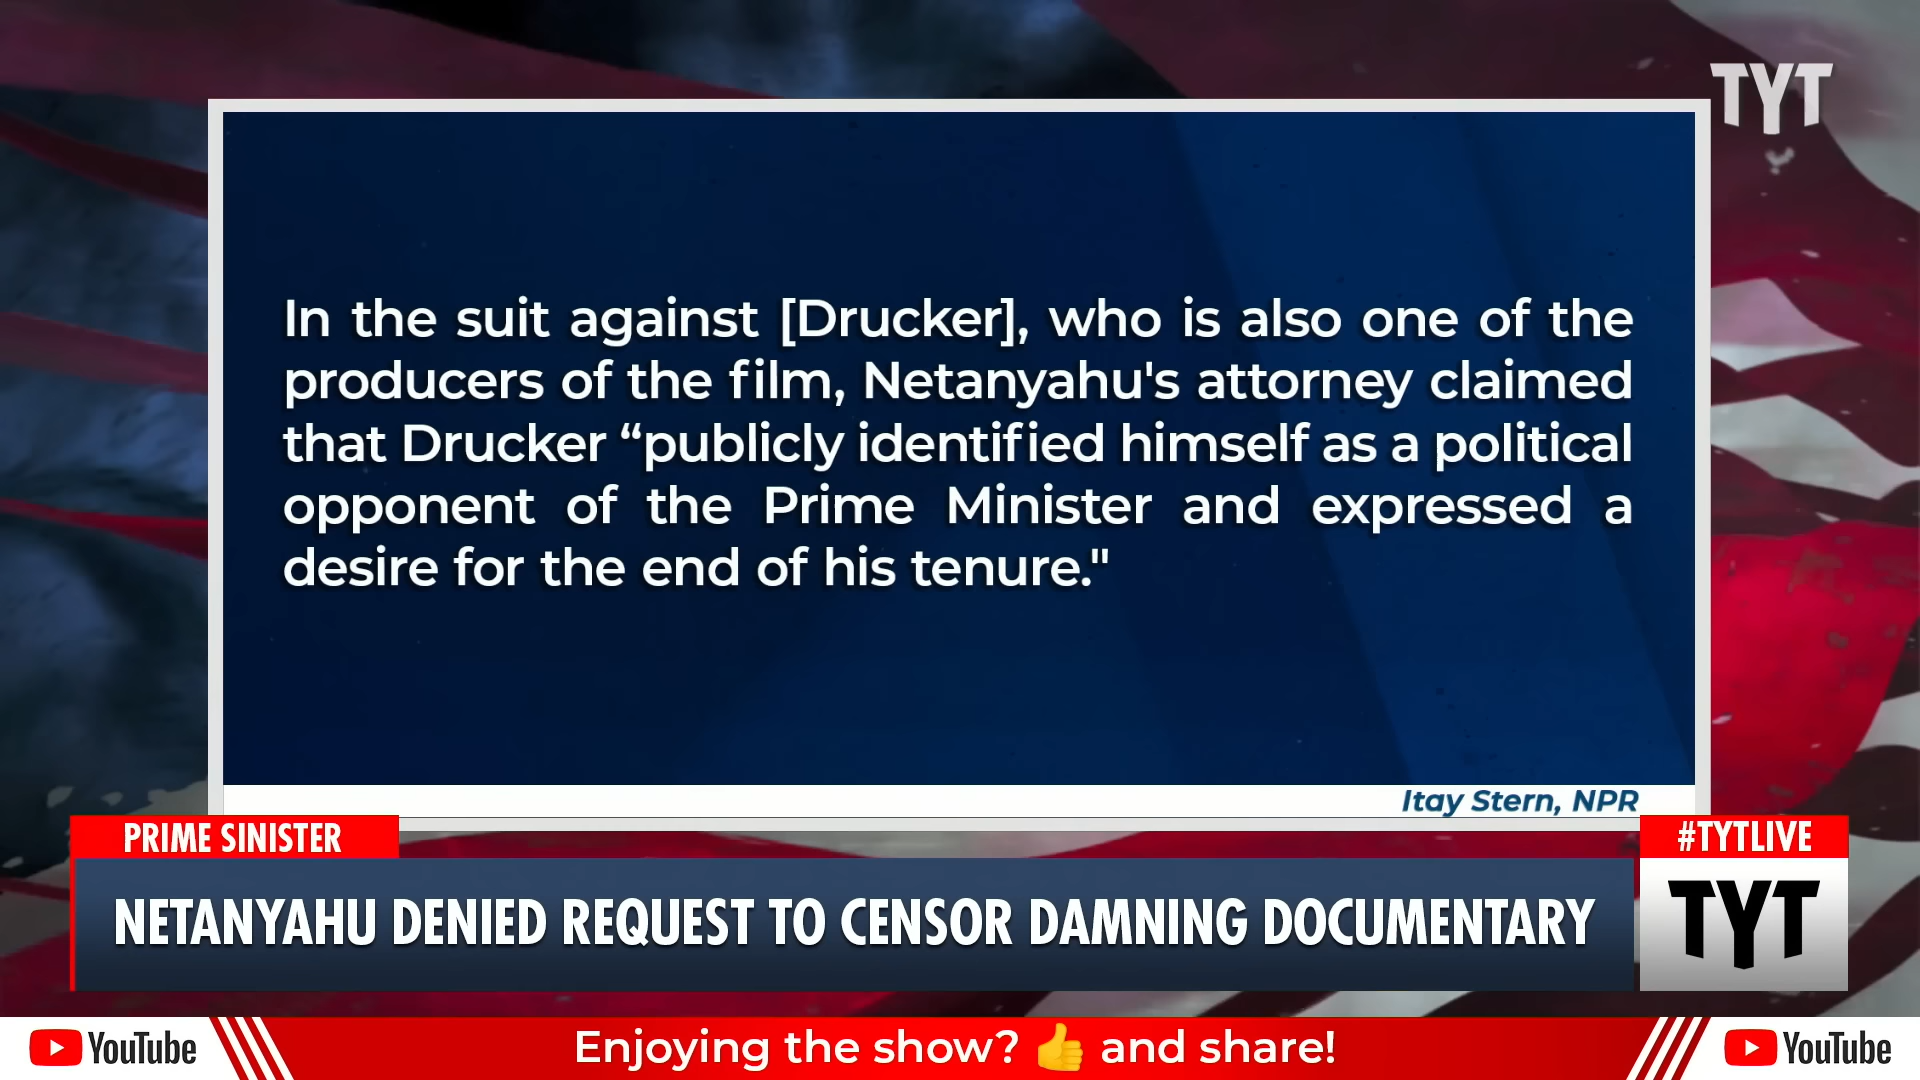 TYT
In the suit against [Drucker], who is also one of the
producers of the film, Netanyahu's attorney claimed
that Drucker “publicly identified himself as a political
opponent of the Prime Minister and expressed a
desire for the end of his tenure."
Itay Stern, NPR
PRIME SINISTER
NETANYAHU DENIED REQUEST TO CENSOR DAMNING DOCUMENTARY
#TYTLIVE
TYT
YouTube
Enjoying the show? 👍 and share!
YouTube